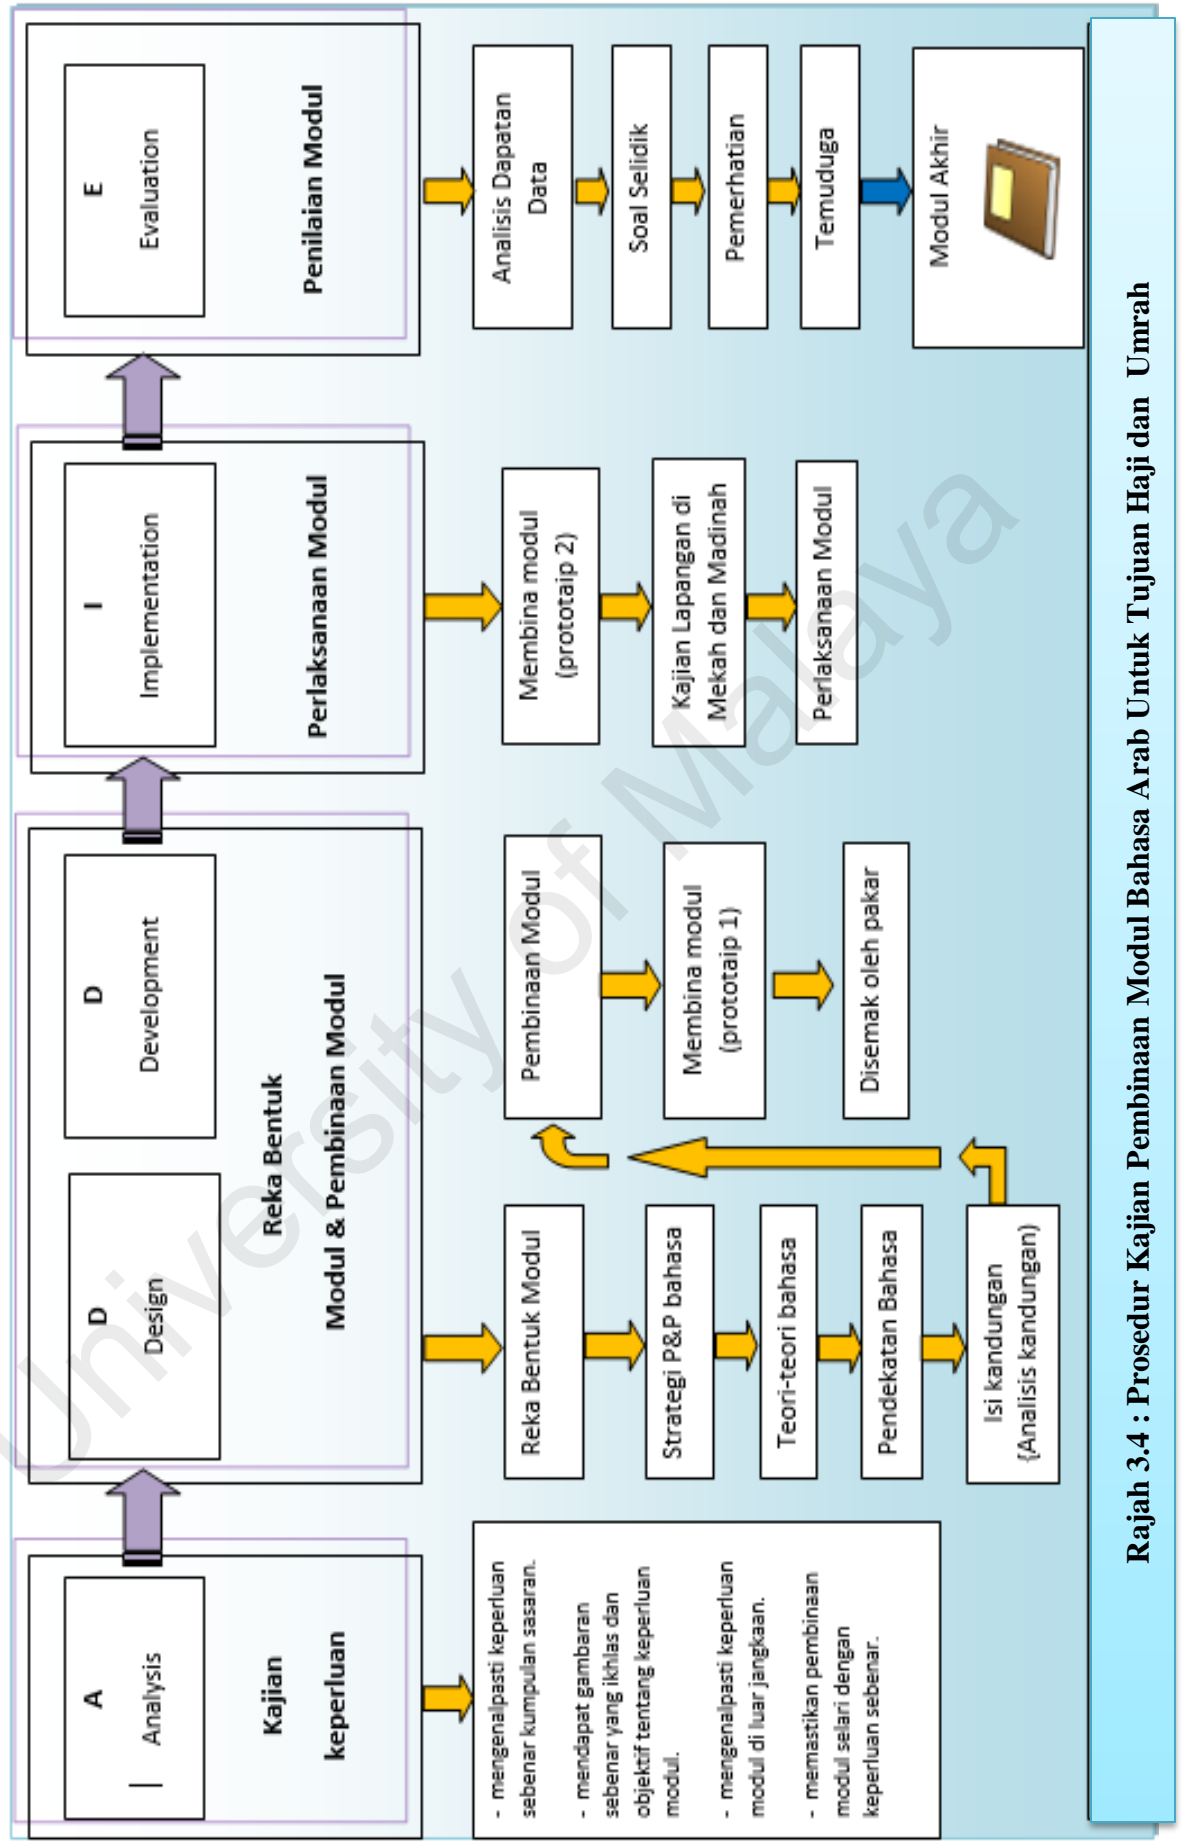 A
Analysis
Kajian
keperluan
- mengenalpasti keperluan
sebenar kumpulan sasaran.
- mendapat gambaran
sebenar yang ikhlas dan
objektif tentang keperluan
modul.
- mengenalpasti keperluan
modul di luar jangkaan.
- memastikan pembinaan
modul selari dengan
keperluan sebenar.
D
Design
D
Development
Reka Bentuk
Modul & Pembinaan Modul
Reka Bentuk Modul
Strategi P&P bahasa
Teori-teori bahasa
Pendekatan Bahasa
Isi kandungan
(Analisis kandungan)
Pembinaan Modul
Membina modul
(prototaip 1)
Disemak oleh pakar
I
Implementation
Perlaksanaan Modul
Membina modul
(prototaip 2)
Kajian Lapangan di
Mekah dan Madinah
Perlaksanaan Modul
E
Evaluation
Penilaian Modul
Analisis Dapatan
Data
Soal Selidik
Pemerhatian
Temuduga
Modul Akhir
Rajah 3.4 : Prosedur Kajian Pembinaan Modul Bahasa Arab Untuk Tujuan Haji dan Umrah
University of Malaya